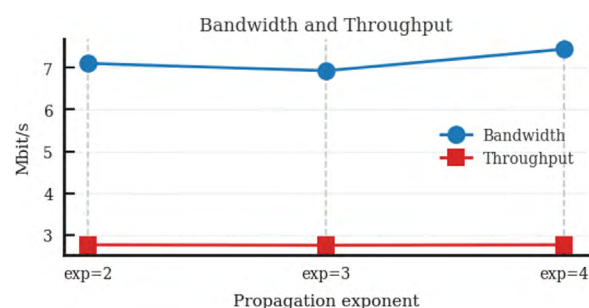 Bandwidth and Throughput
7
6
5
4
3
Mbit/s
Bandwidth
Throughput
exp=2
exp=3
exp=4
Propagation exponent